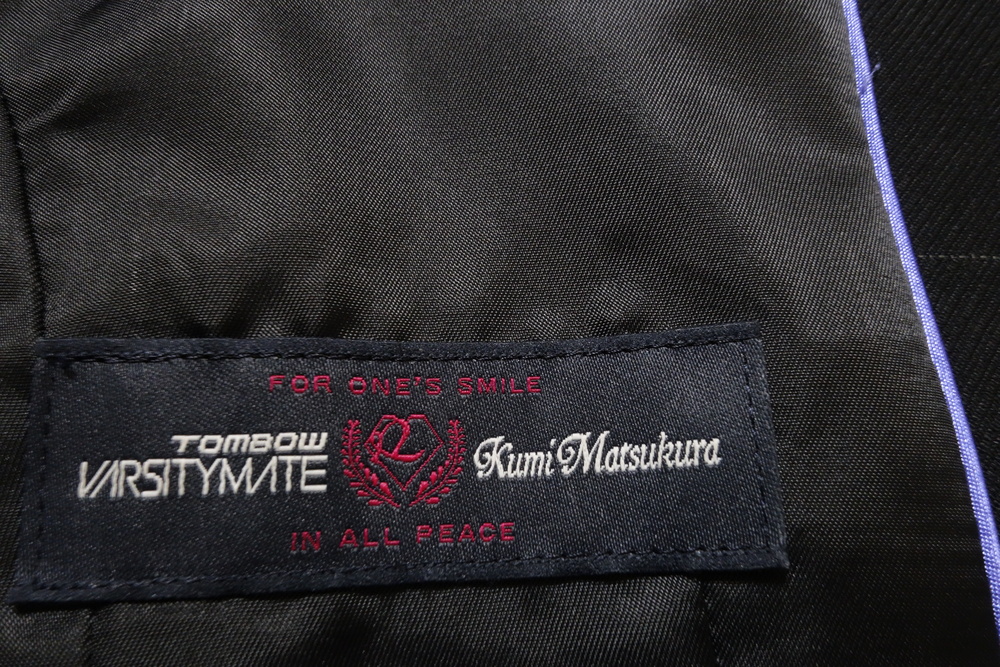 FOR ONE'S SMILE
TOMBOW
VARSITYMATE
Kumi Matsukura
IN ALL PEACE